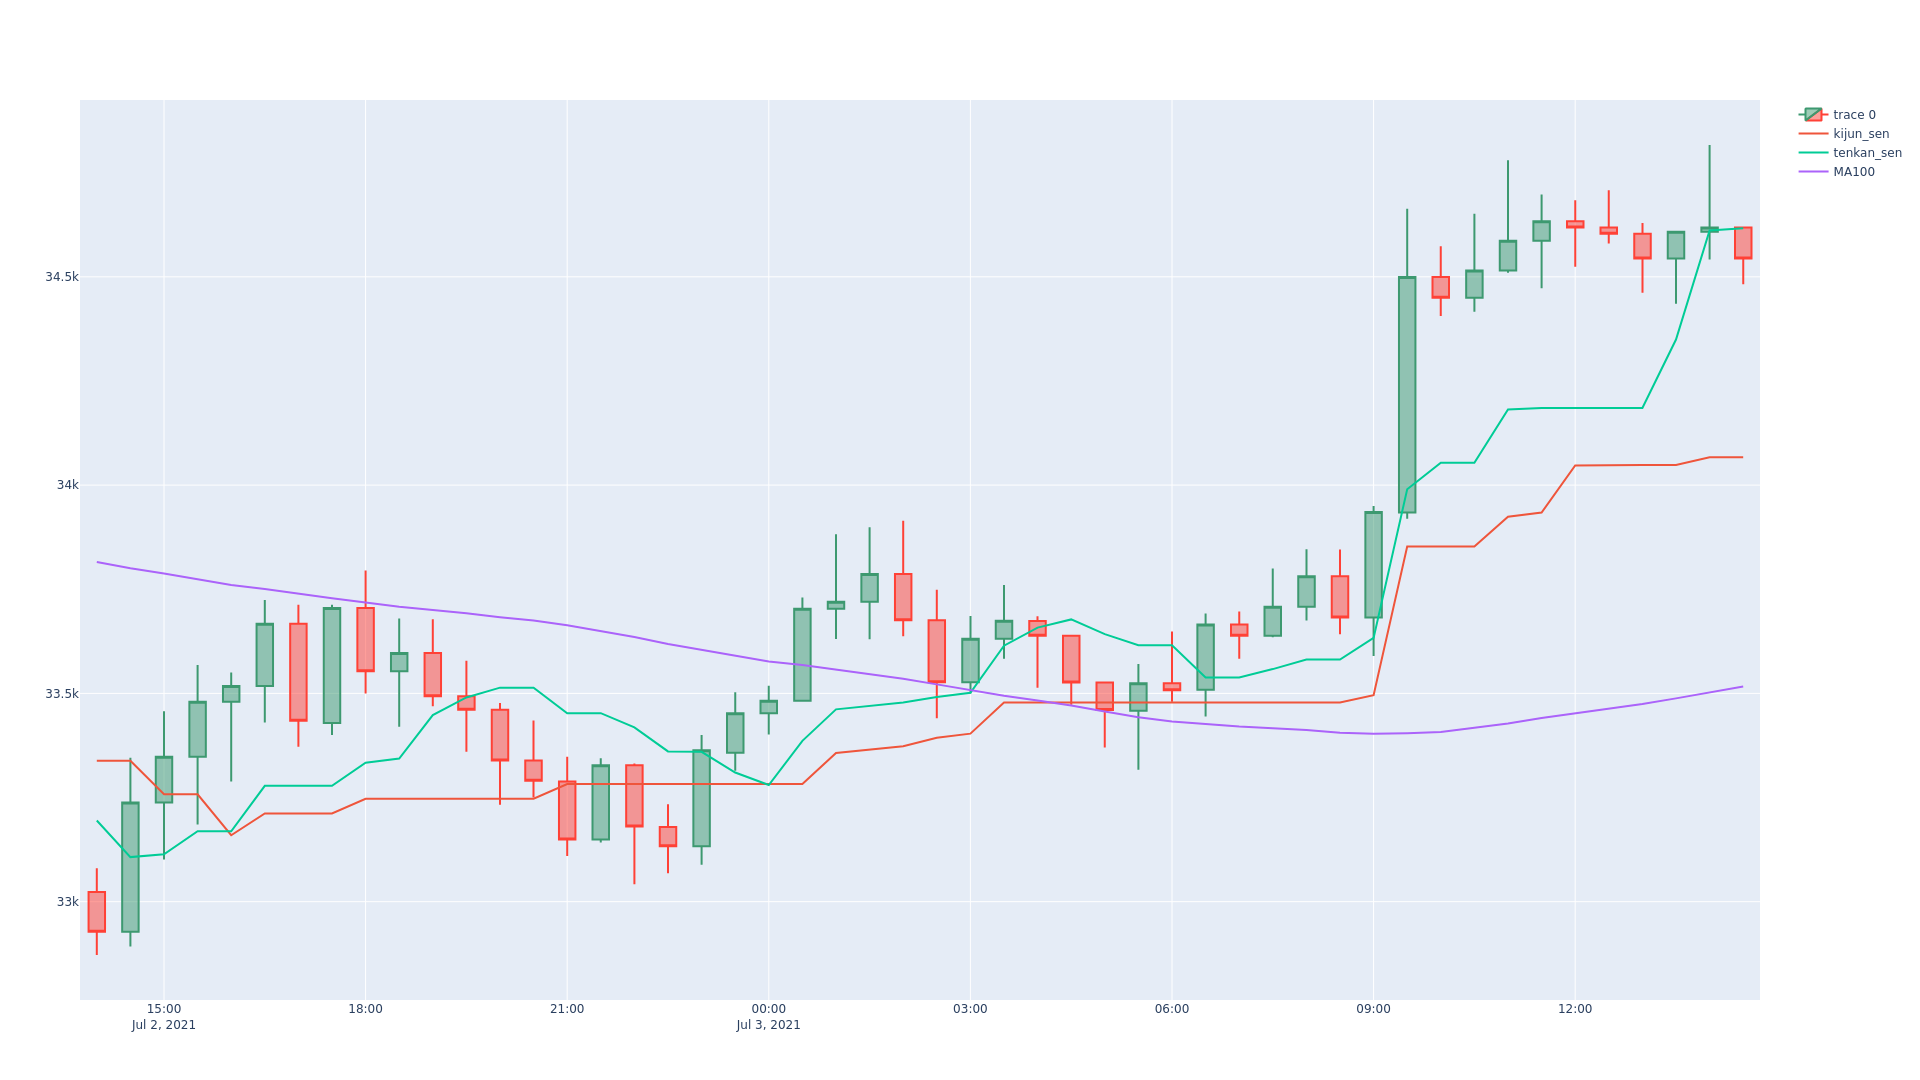 trace 0
kijun_sen
tenkan_sen
MA100
34.5k
34k
33.5k
33k
15:00 18:00 21:00 00:00 03:00 06:00 09:00 12:00
Jul 2, 2021 Jul 3, 2021